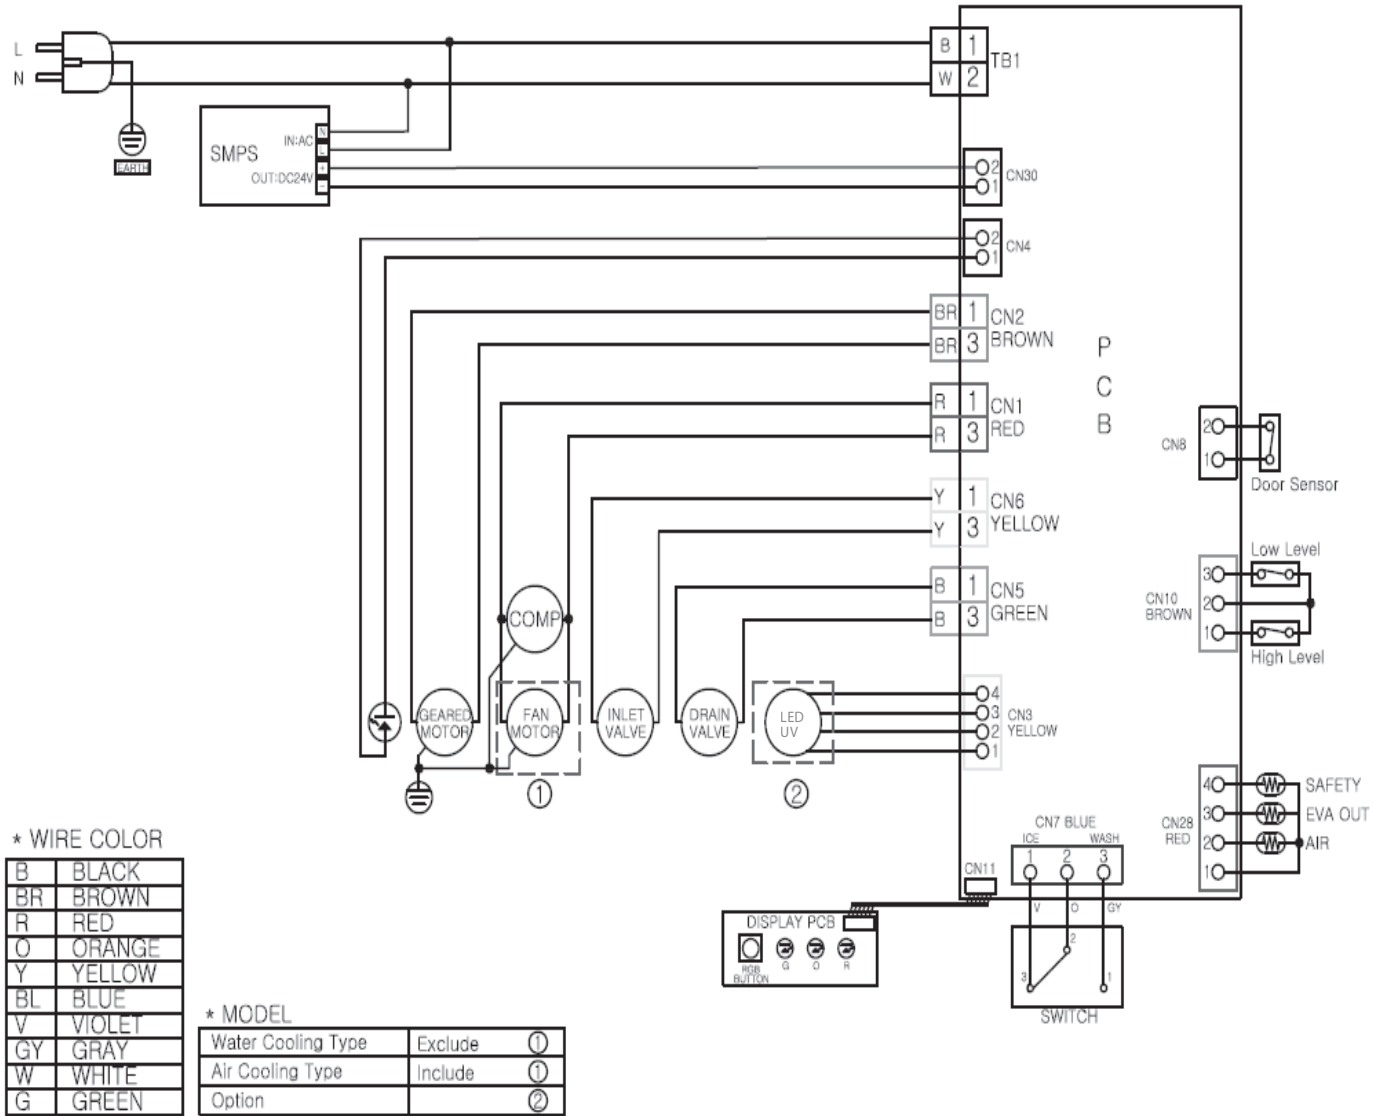 L
N
EARTH
SMPS
IN:AC
N
L
+
OUT:DC24V
−
B 1
W 2
TB1
2
1
CN30
2
1
CN4
BR 1
BR 3
CN2
BROWN
R 1
R 3
CN1
RED
Y 1
Y 3
CN6
YELLOW
B 1
B 3
CN5
GREEN
P
C
B
CN8
2
1
Door Sensor
Low Level
CN10
BROWN
3
2
1
High Level
COMP
GEARED
MOTOR
FAN
MOTOR
INLET
VALVE
DRAIN
VALVE
LED
UV
4
3
2
1
CN3
YELLOW
①
②
CN28
RED
4
3
2
1
SAFETY
EVA OUT
AIR
CN7 BLUE
ICE WASH
1 2 3
CN11
V O GY
2
3 1
SWITCH
DISPLAY PCB
RGB
BUTTON
G O R
* WIRE COLOR
B BLACK
BR BROWN
R RED
O ORANGE
Y YELLOW
BL BLUE
V VIOLET
GY GRAY
W WHITE
G GREEN
* MODEL
Water Cooling Type Exclude ①
Air Cooling Type Include ①
Option ②